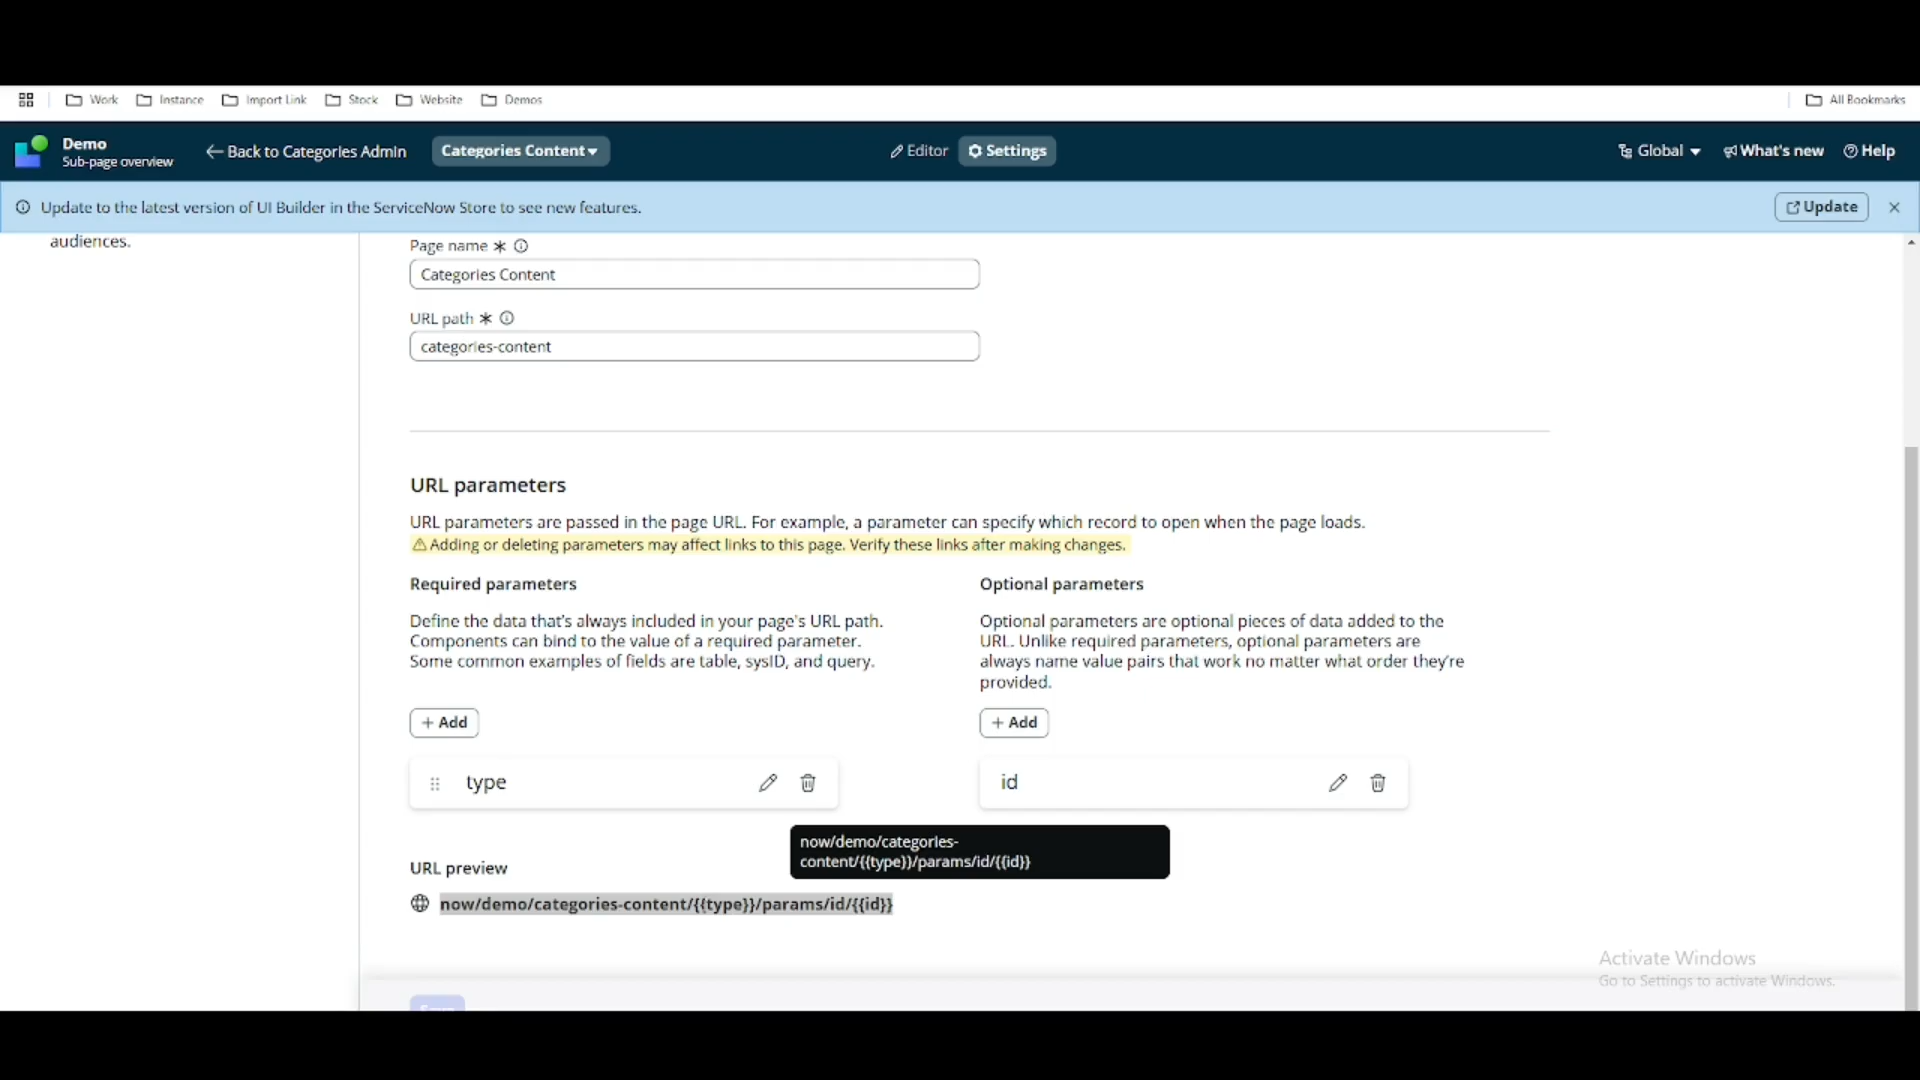 Work Instance Import Link Stock Website Demos All Bookmarks
Demo
Sub-page overview
Back to Categories Admin Categories Content Editor Settings Global What's new Help
Update to the latest version of UI Builder in the ServiceNow Store to see new features. Update
audiences.
Page name *
Categories Content
URL path *
categories-content
URL parameters
URL parameters are passed in the page URL. For example, a parameter can specify which record to open when the page loads.
Adding or deleting parameters may affect links to this page. Verify these links after making changes.
Required parameters
Define the data that's always included in your page's URL path.
Components can bind to the value of a required parameter.
Some common examples of fields are table, sysID, and query.
+ Add
type
Optional parameters
Optional parameters are optional pieces of data added to the
URL. Unlike required parameters, optional parameters are
always name value pairs that work no matter what order they're
provided.
+ Add
id
now/demo/categories-
content/{{type}}/params/id/{{id}}
URL preview
now/demo/categories-content/{{type}}/params/id/{{id}}
Activate Windows
Go to Settings to activate Windows.